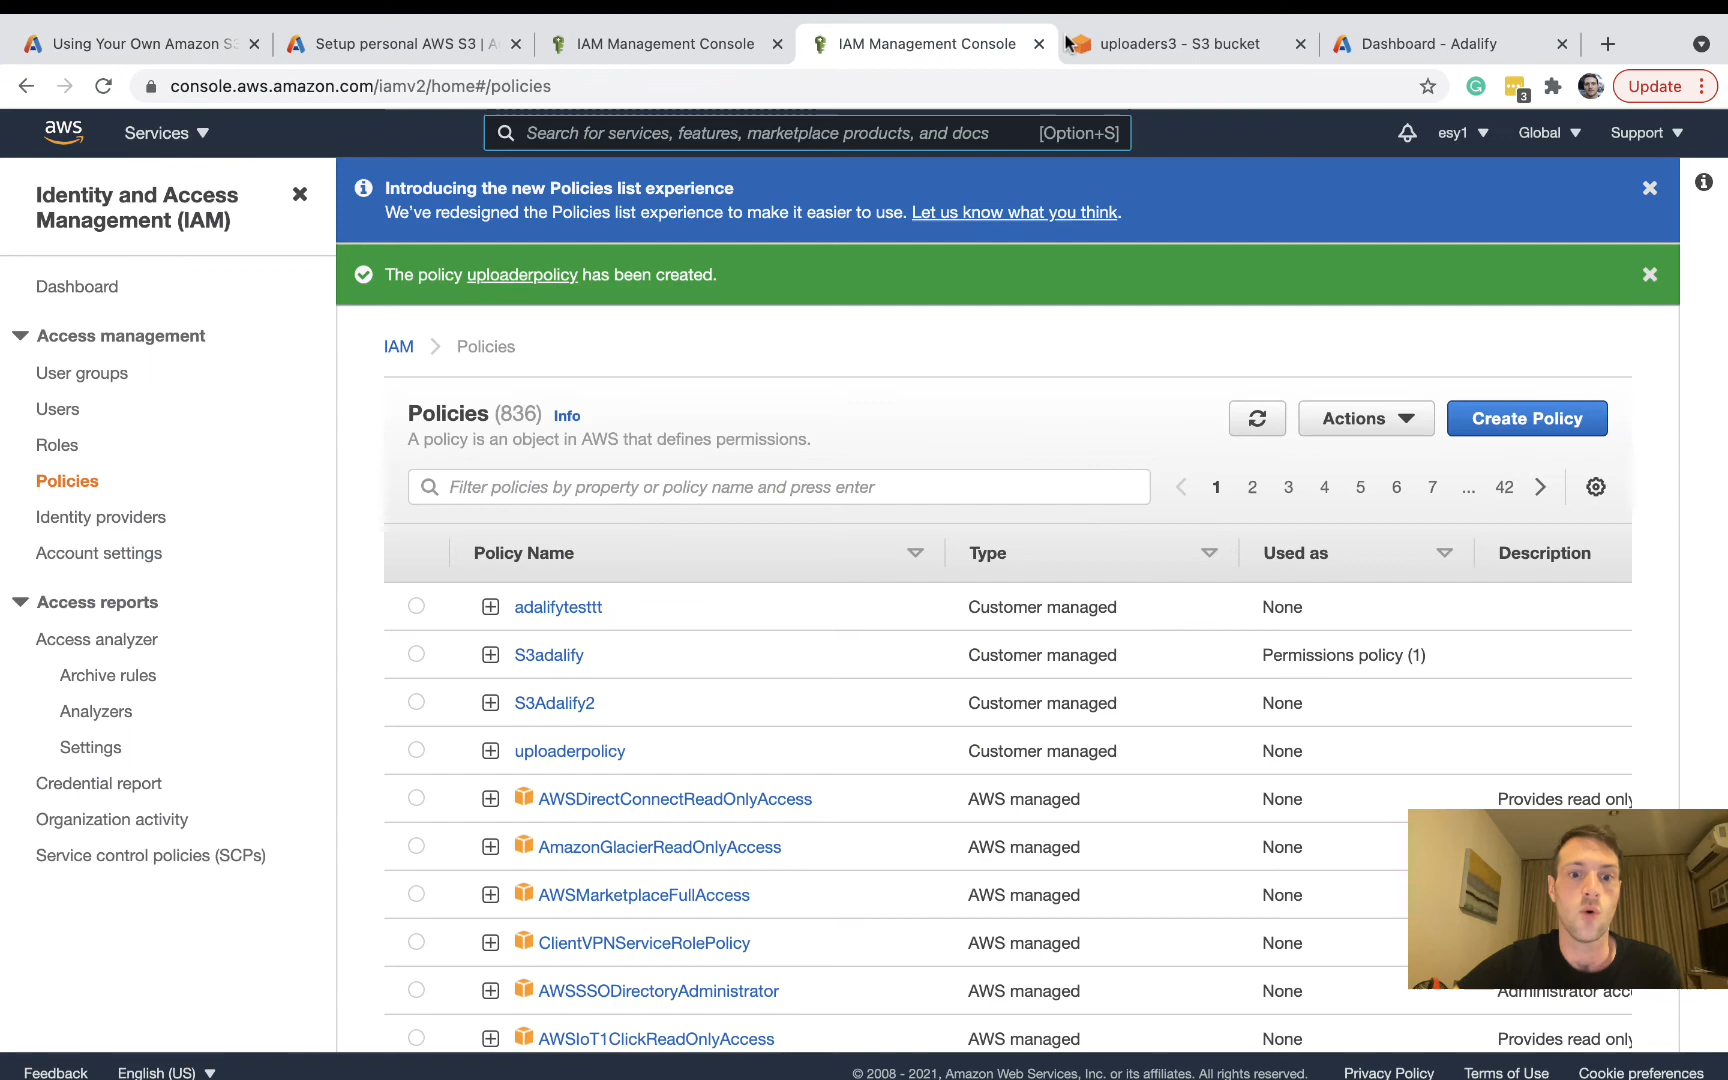 Using Your Own Amazon S3
Setup personal AWS S3 | A
IAM Management Console
IAM Management Console
uploaders3 - S3 bucket
Dashboard - Adalify
console.aws.amazon.com/iamv2/home#/policies
3
Update
aws
Services
Search for services, features, marketplace products, and docs
[Option+S]
esy1
Global
Support
Identity and Access
Management (IAM)
Dashboard
Access management
User groups
Users
Roles
Policies
Identity providers
Account settings
Access reports
Access analyzer
Archive rules
Analyzers
Settings
Credential report
Organization activity
Service control policies (SCPs)
Introducing the new Policies list experience
We've redesigned the Policies list experience to make it easier to use. Let us know what you think.
The policy uploaderpolicy has been created.
IAM
Policies
Policies (836) Info
A policy is an object in AWS that defines permissions.
Actions
Create Policy
Filter policies by property or policy name and press enter
1 2 3 4 5 6 7 ... 42
Policy Name Type Used as Description
adalifytesttt Customer managed None
S3adalify Customer managed Permissions policy (1)
S3Adalify2 Customer managed None
uploaderpolicy Customer managed None
AWSDirectConnectReadOnlyAccess AWS managed None Provides read only
AmazonGlacierReadOnlyAccess AWS managed None
AWSMarketplaceFullAccess AWS managed None
ClientVPNServiceRolePolicy AWS managed None
AWSSSODirectoryAdministrator AWS managed None Administrator acc
AWSIoT1ClickReadOnlyAccess AWS managed None Provides read only
Feedback
English (US)
© 2008 - 2021, Amazon Web Services, Inc. or its affiliates. All rights reserved.
Privacy Policy
Terms of Use
Cookie preferences